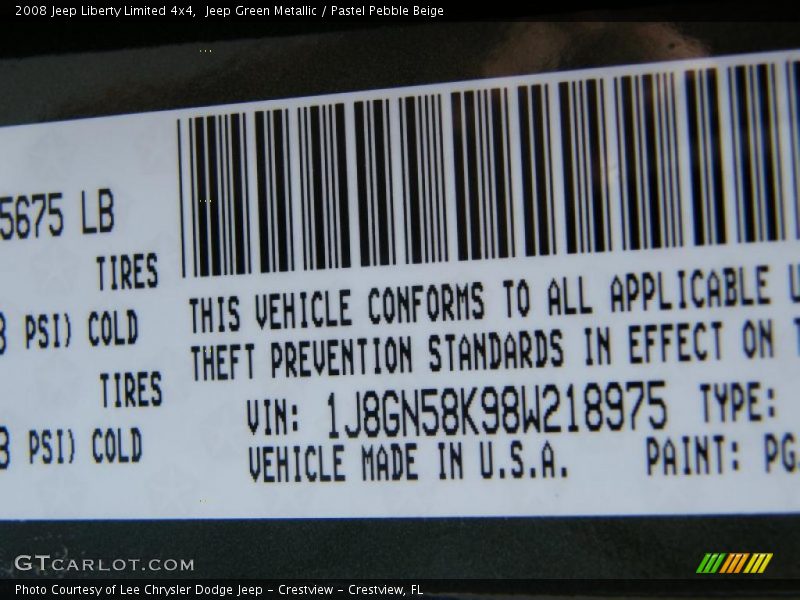 2008 Jeep Liberty Limited 4x4,  Jeep Green Metallic / Pastel Pebble Beige
5675 LB
TIRES
PSI) COLD
TIRES
PSI) COLD
THIS VEHICLE CONFORMS TO ALL APPLICABLE U
THEFT PREVENTION STANDARDS IN EFFECT ON T
VIN: 1J8GN58K98W218975 TYPE:
VEHICLE MADE IN U.S.A. PAINT: PG
GTCARLOT.COM
Photo Courtesy of Lee Chrysler Dodge Jeep - Crestview - Crestview, FL